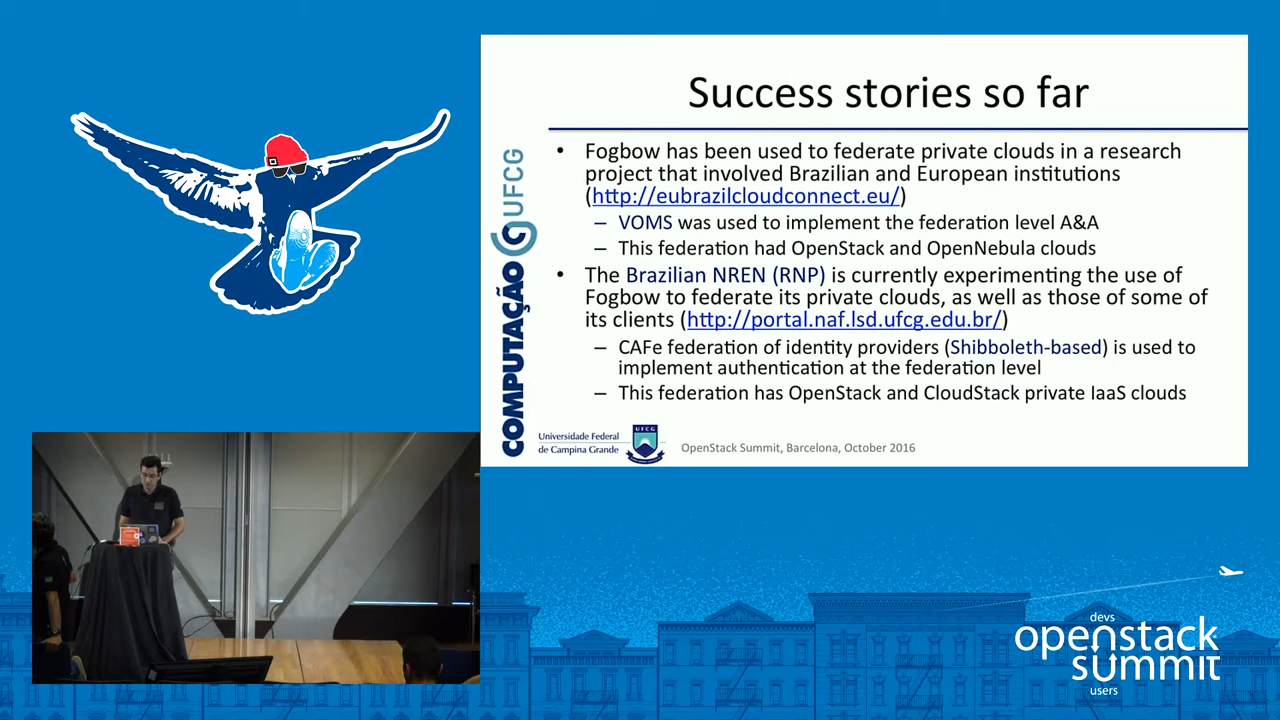 Success stories so far
• Fogbow has been used to federate private clouds in a research
project that involved Brazilian and European institutions
(http://eubrazilcloudconnect.eu/)
– VOMS was used to implement the federation level A&A
– This federation had OpenStack and OpenNebula clouds
• The Brazilian NREN (RNP) is currently experimenting the use of
Fogbow to federate its private clouds, as well as those of some of
its clients (http://portal.naf.lsd.ufcg.edu.br/)
– CAFe federation of identity providers (Shibboleth-based) is used to
implement authentication at the federation level
– This federation has OpenStack and CloudStack private IaaS clouds
COMPUTAÇÃO UFCG
Universidade Federal
de Campina Grande
UFCG
OpenStack Summit, Barcelona, October 2016
devs
openstack
summit
users